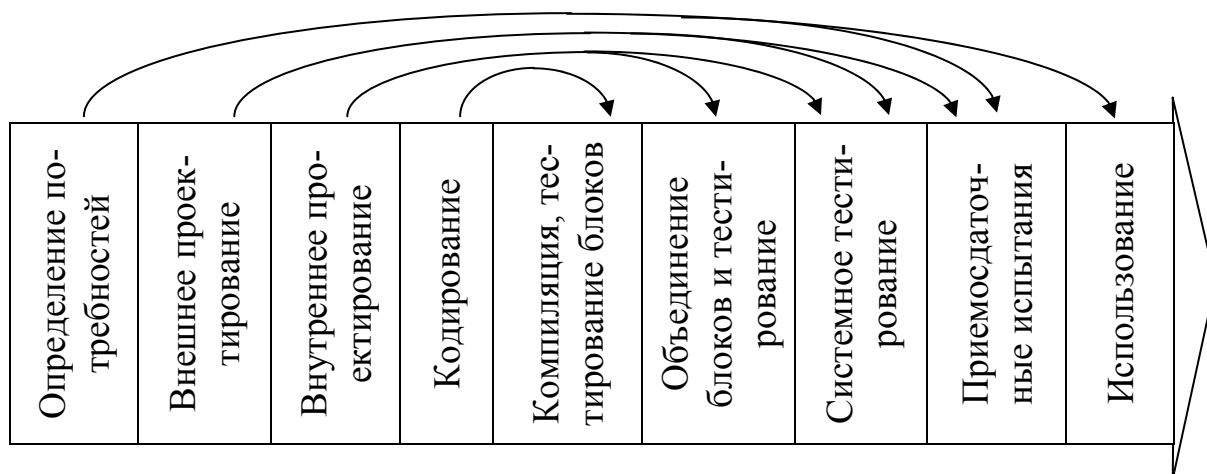 Определение по-
требностей
Внешнее проек-
тирование
Внутреннее про-
ектирование
Кодирование
Компиляция, тес-
тирование блоков
Объединение
блоков и тести-
рование
Системное тести-
рование
Приемосдаточ-
ные испытания
Использование